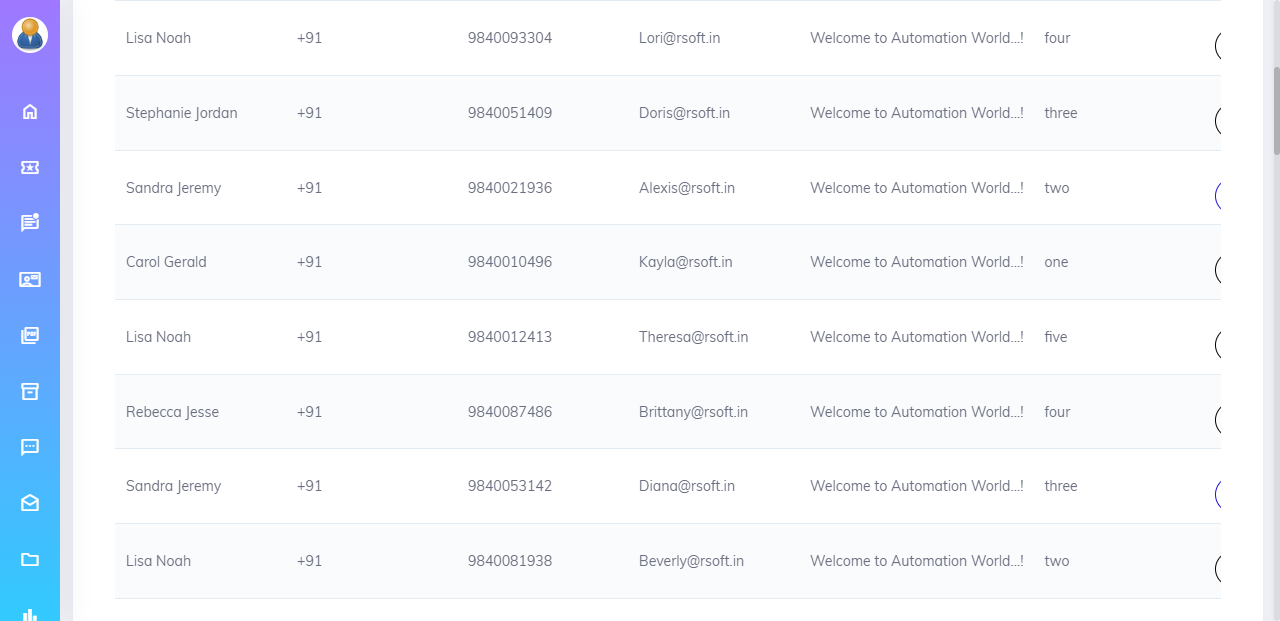 Lisa Noah +91 9840093304 Lori@rsoft.in Welcome to Automation World...! four
Stephanie Jordan +91 9840051409 Doris@rsoft.in Welcome to Automation World...! three
Sandra Jeremy +91 9840021936 Alexis@rsoft.in Welcome to Automation World...! two
Carol Gerald +91 9840010496 Kayla@rsoft.in Welcome to Automation World...! one
Lisa Noah +91 9840012413 Theresa@rsoft.in Welcome to Automation World...! five
Rebecca Jesse +91 9840087486 Brittany@rsoft.in Welcome to Automation World...! four
Sandra Jeremy +91 9840053142 Diana@rsoft.in Welcome to Automation World...! three
Lisa Noah +91 9840081938 Beverly@rsoft.in Welcome to Automation World...! two